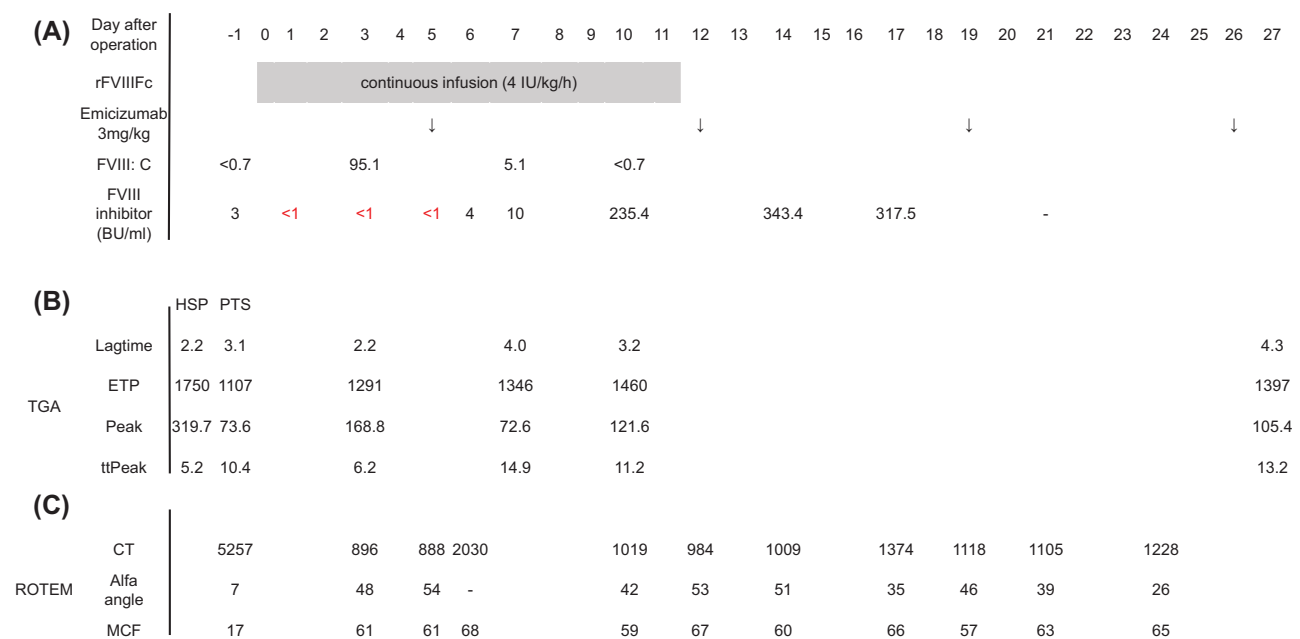 (A) Day after operation -1 0 1 2 3 4 5 6 7 8 9 10 11 12 13 14 15 16 17 18 19 20 21 22 23 24 25 26 27
rFVIIIFc continuous infusion (4 IU/kg/h)
Emicizumab 3mg/kg ↓ ↓ ↓ ↓
FVIII: C <0.7 95.1 5.1 <0.7
FVIII inhibitor (BU/ml) 3 <1 <1 <1 4 10 235.4 343.4 317.5 -
(B) HSP PTS
Lagtime 2.2 3.1 2.2 4.0 3.2 4.3
ETP 1750 1107 1291 1346 1460 1397
TGA
Peak 319.7 73.6 168.8 72.6 121.6 105.4
ttPeak 5.2 10.4 6.2 14.9 11.2 13.2
(C)
CT 5257 896 888 2030 1019 984 1009 1374 1118 1105 1228
ROTEM Alfa angle 7 48 54 - 42 53 51 35 46 39 26
MCF 17 61 61 68 59 67 60 66 57 63 65